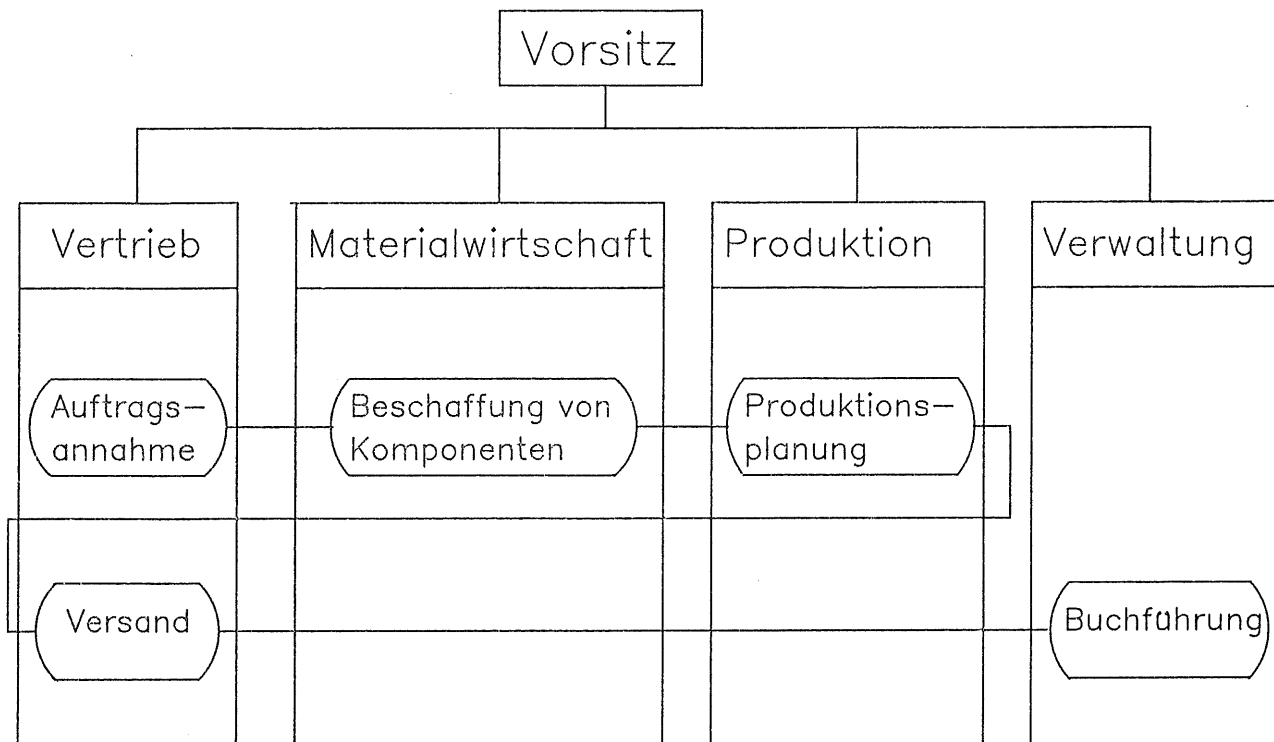 Vorsitz
Vertrieb
Materialwirtschaft
Produktion
Verwaltung
Auftrags-
annahme
Beschaffung von
Komponenten
Produktions-
planung
Versand
Buchführung